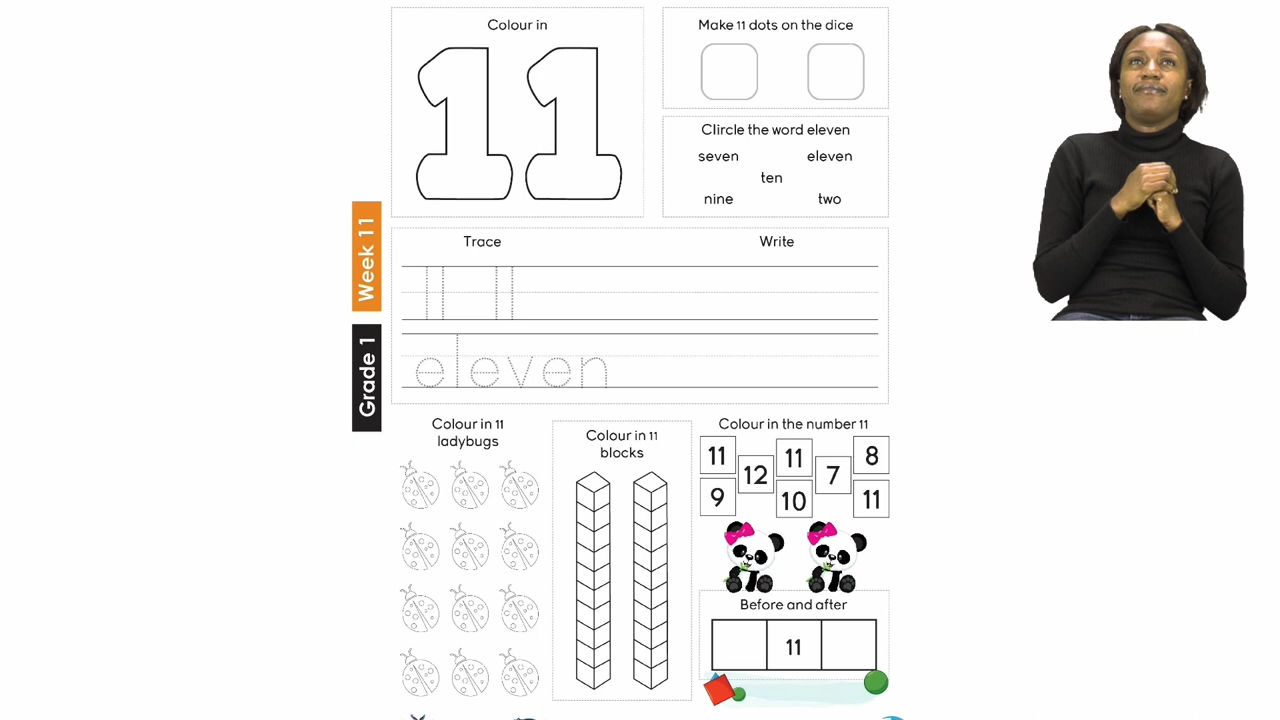 Colour in
11
Make 11 dots on the dice
Clircle the word eleven
seven eleven
ten
nine two
Week 11
Grade 1
Trace Write
11 11
eleven
Colour in 11
ladybugs
Colour in 11
blocks
Colour in the number 11
11 11 8
12 7
9 10 11
Before and after
11